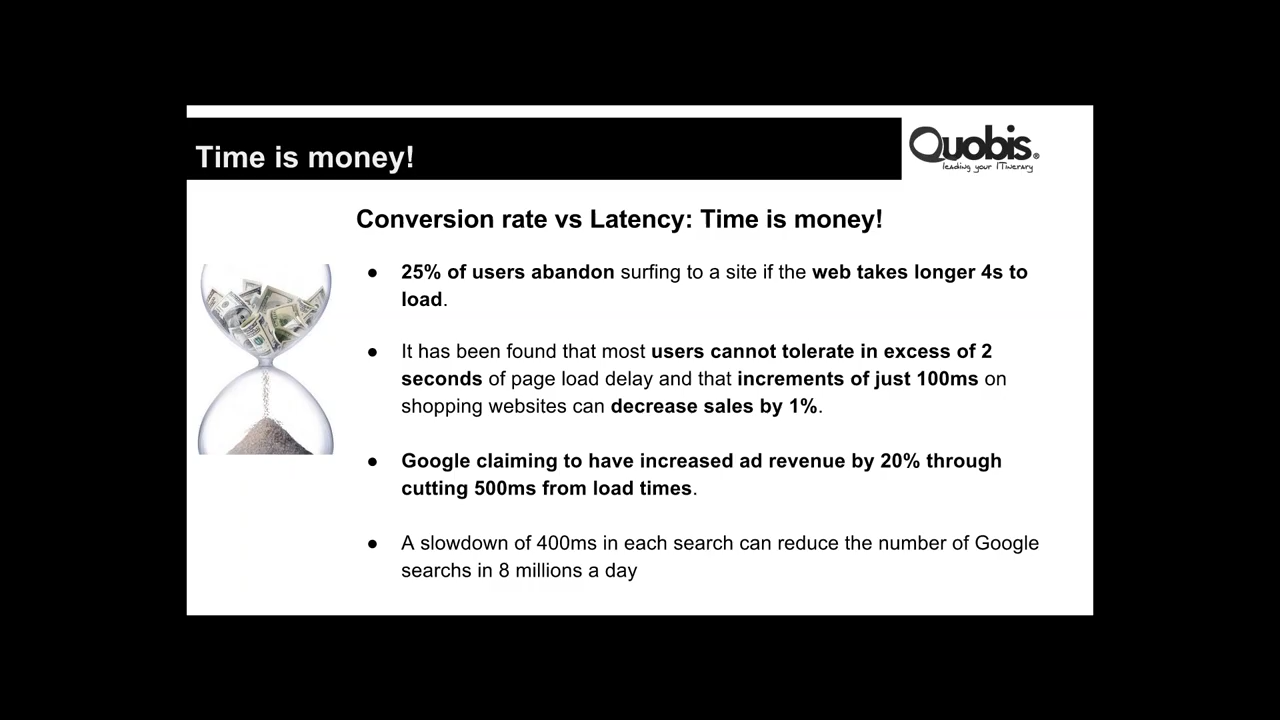 Time is money!
Quobis®
leading your ITinerary
Conversion rate vs Latency: Time is money!
● 25% of users abandon surfing to a site if the web takes longer 4s to
load.
● It has been found that most users cannot tolerate in excess of 2
seconds of page load delay and that increments of just 100ms on
shopping websites can decrease sales by 1%.
● Google claiming to have increased ad revenue by 20% through
cutting 500ms from load times.
● A slowdown of 400ms in each search can reduce the number of Google
searchs in 8 millions a day